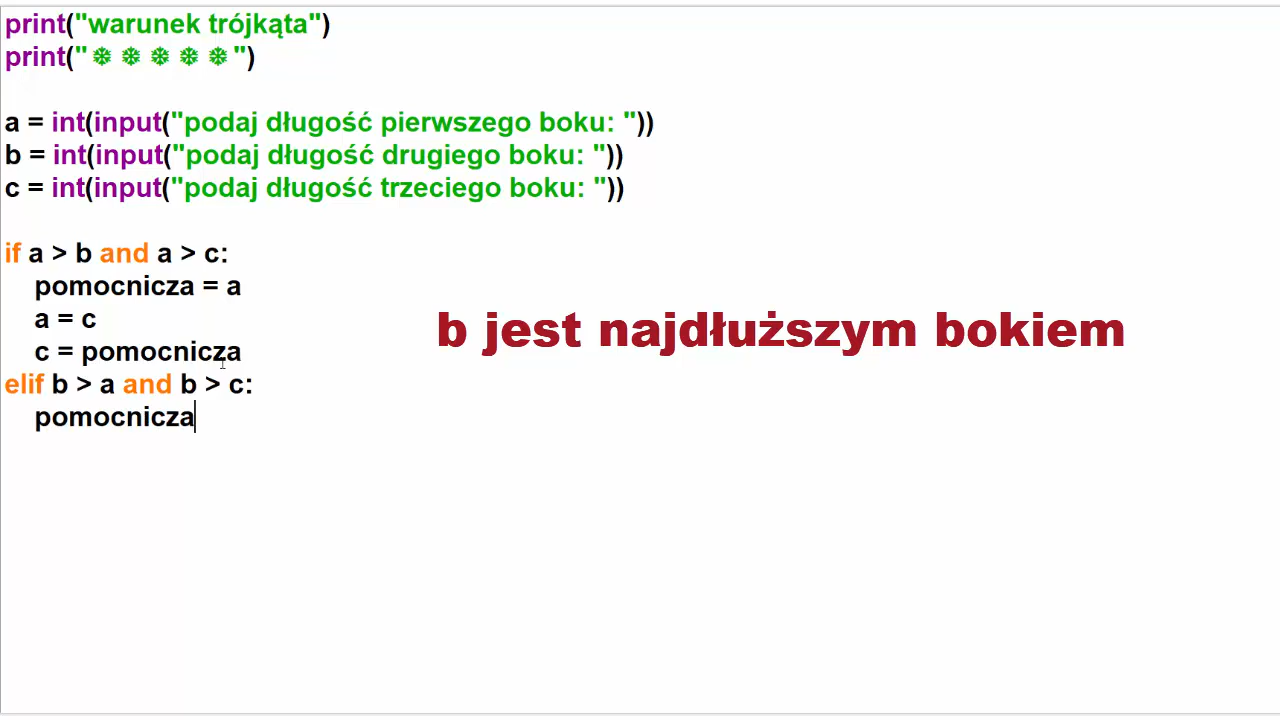 print("warunek trójkąta")
print("❄ ❄ ❄ ❄ ❄")
a = int(input("podaj długość pierwszego boku: "))
b = int(input("podaj długość drugiego boku: "))
c = int(input("podaj długość trzeciego boku: "))
if a > b and a > c:
    pomocnicza = a
    a = c
    c = pomocnicza
elif b > a and b > c:
    pomocnicza
b jest najdłuższym bokiem